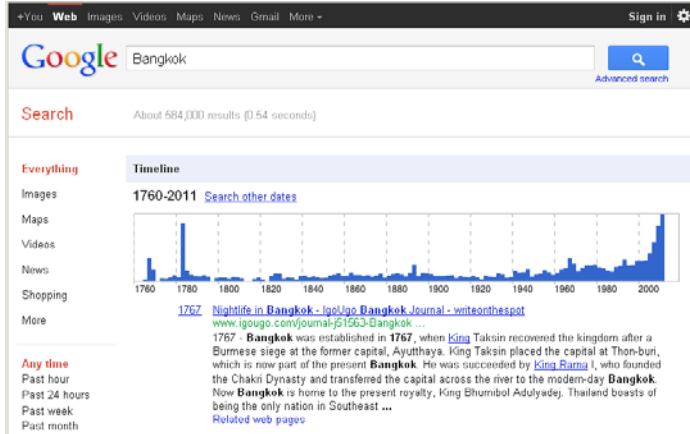 +You Web Images Videos Maps News Gmail More
Sign in
Google
Bangkok
Advanced search
Search
About 684,000 results (0.54 seconds)
Everything
Images
Maps
Videos
News
Shopping
More
Any time
Past hour
Past 24 hours
Past week
Past month
Timeline
1760-2011 Search other dates
1760 1780 1800 1820 1840 1860 1880 1900 1920 1940 1960 1980 2000
1767 Nightlife in Bangkok - IgoUgo Bangkok Journal - writeonthespot
www.igougo.com/journal-j51563-Bangkok ...
1767 - Bangkok was established in 1767, when King Taksin recovered the kingdom after a
Burmese siege at the former capital, Ayutthaya. King Taksin placed the capital at Thon-buri,
which is now part of the present Bangkok. He was succeeded by King Rama I, who founded
the Chakri Dynasty and transferred the capital across the river to the modern-day Bangkok.
Now Bangkok is home to the present royalty, King Bhumibol Adulyadej. Thailand boasts of
being the only nation in Southeast ...
Related web pages